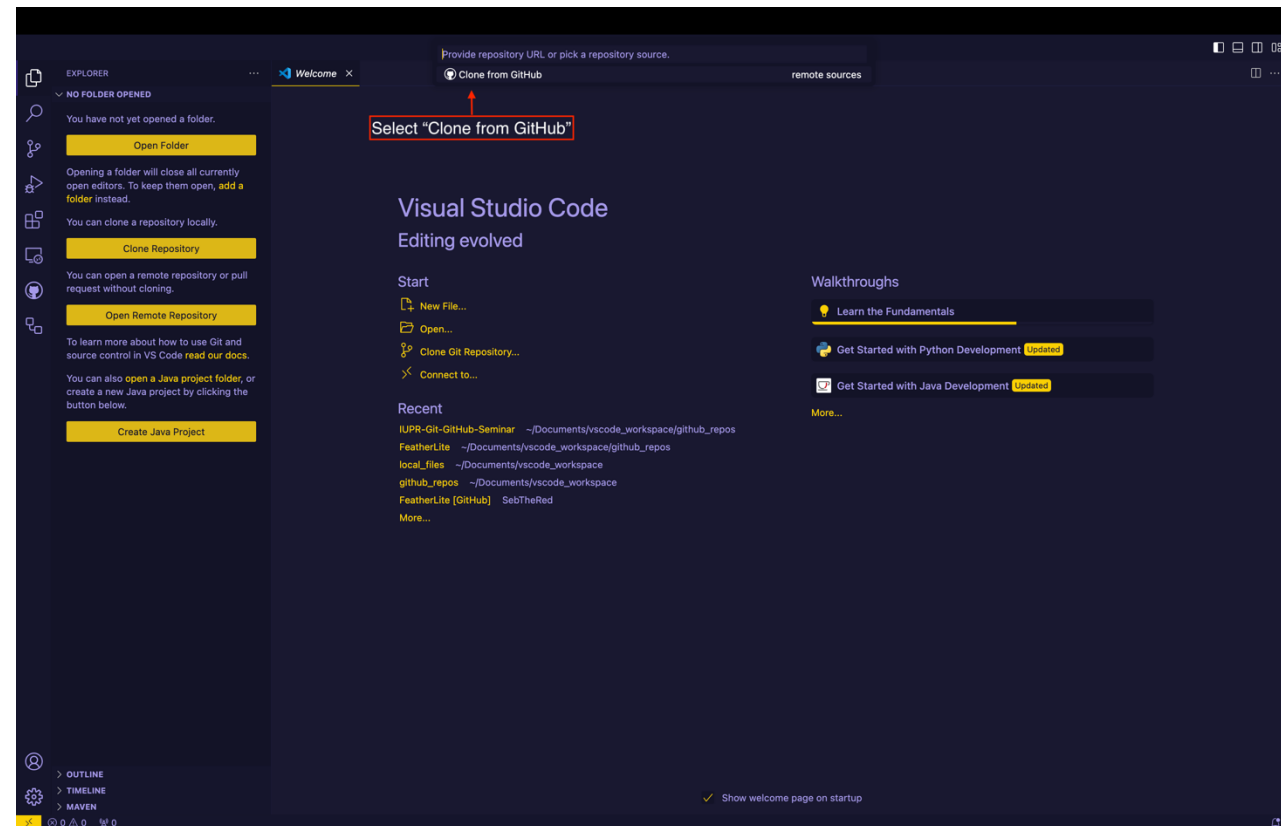 Provide repository URL or pick a repository source.
Clone from GitHub
remote sources
EXPLORER
Welcome
NO FOLDER OPENED
You have not yet opened a folder.
Open Folder
Opening a folder will close all currently
open editors. To keep them open, add a
folder instead.
You can clone a repository locally.
Clone Repository
You can open a remote repository or pull
request without cloning.
Open Remote Repository
To learn more about how to use Git and
source control in VS Code read our docs.
You can also open a Java project folder, or
create a new Java project by clicking the
button below.
Create Java Project
OUTLINE
TIMELINE
MAVEN
Select “Clone from GitHub”
Visual Studio Code
Editing evolved
Start
New File...
Open...
Clone Git Repository...
Connect to...
Recent
IUPR-Git-GitHub-Seminar ~/Documents/vscode_workspace/github_repos
FeatherLite ~/Documents/vscode_workspace/github_repos
local_files ~/Documents/vscode_workspace
github_repos ~/Documents/vscode_workspace
FeatherLite [GitHub] SebTheRed
More...
Walkthroughs
Learn the Fundamentals
Get Started with Python Development Updated
Get Started with Java Development Updated
More...
Show welcome page on startup
0 0 0